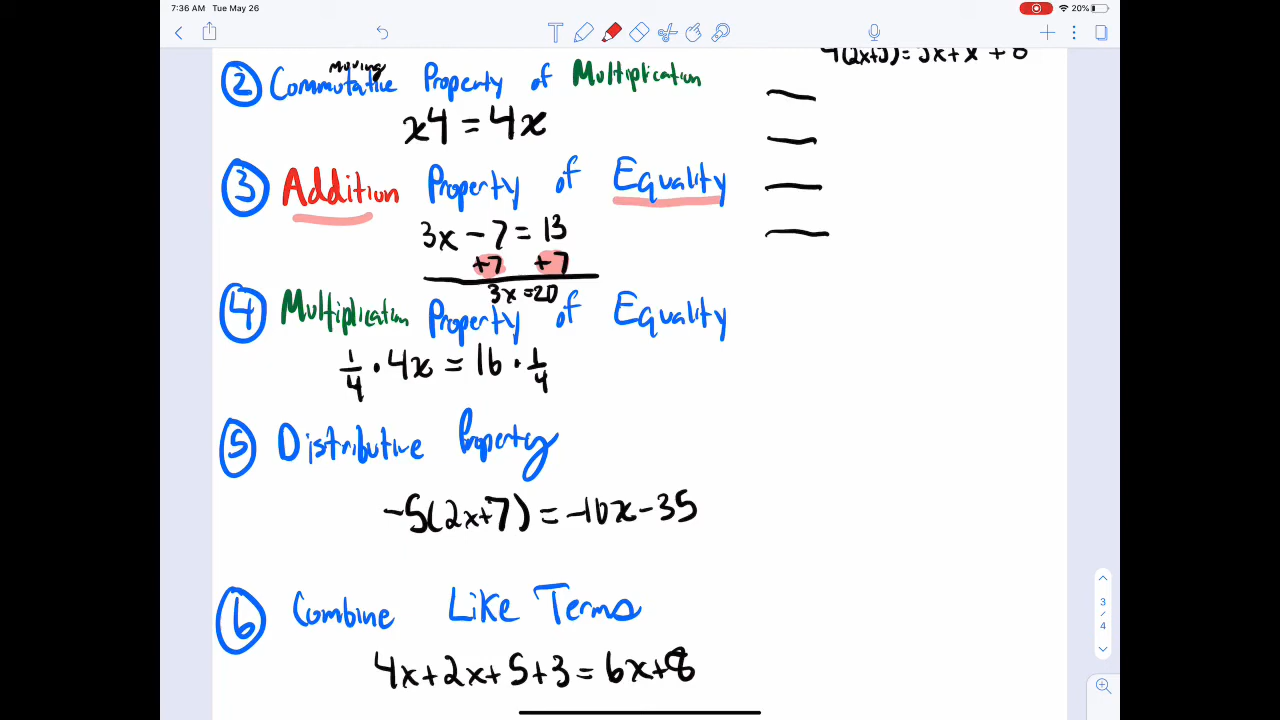 7:36 AM Tue May 26
20%
② Commutative Property of Multiplication
moving
x4 = 4x
③ Addition Property of Equality
3x - 7 = 13
+7 +7
3x = 20
④ Multiplication Property of Equality
1/4 · 4x = 16 · 1/4
⑤ Distributive Property
-5(2x+7) = -10x - 35
⑥ Combine Like Terms
4x + 2x + 5 + 3 = 6x + 8
3
/
4